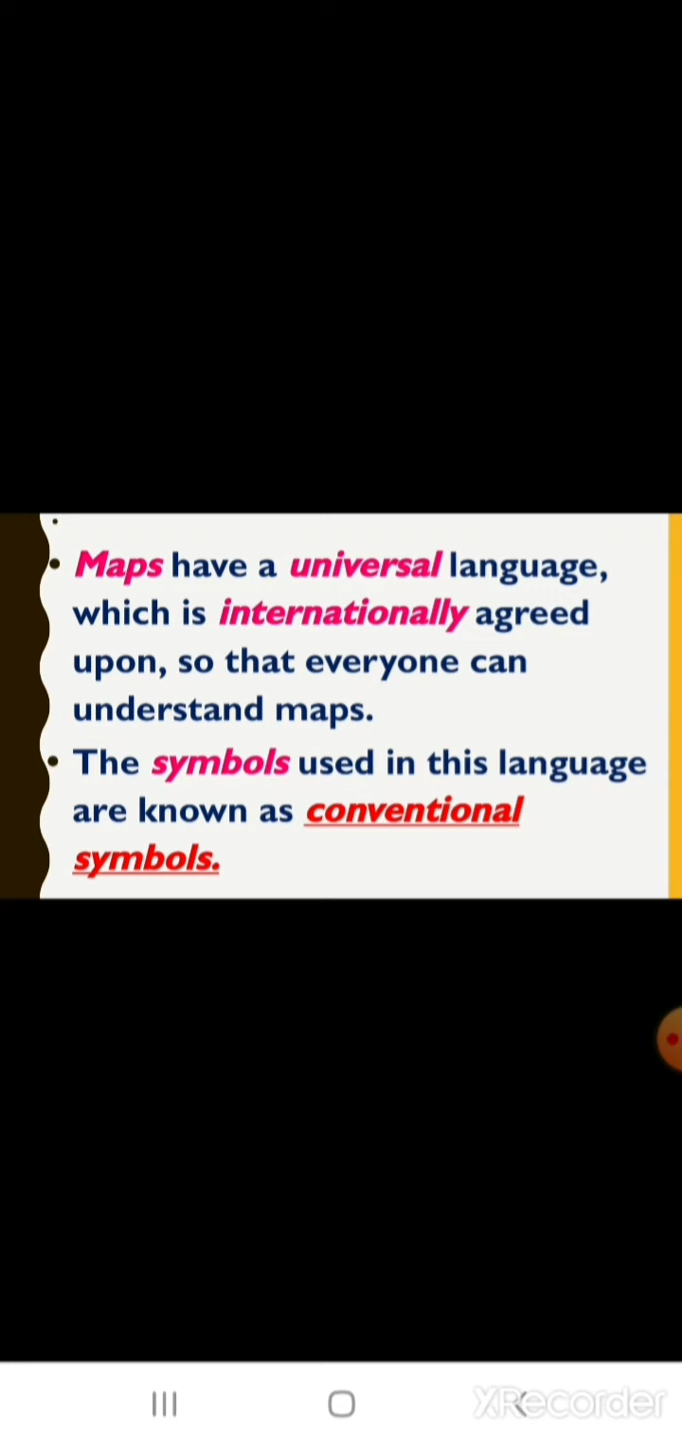 • Maps have a universal language,
which is internationally agreed
upon, so that everyone can
understand maps.
• The symbols used in this language
are known as conventional
symbols.
XRecorder